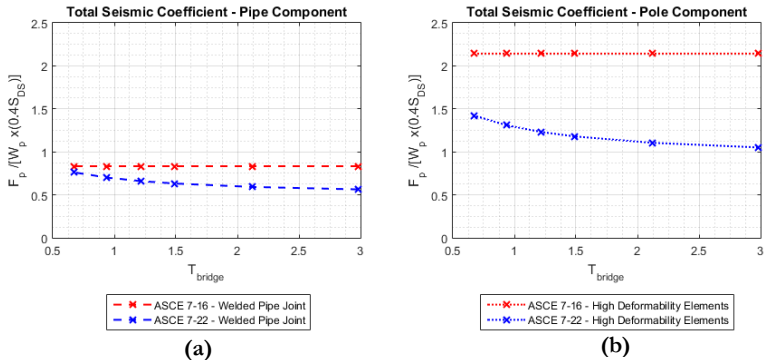 Total Seismic Coefficient - Pipe Component
F_p /[W_p x(0.4S_DS)]
2.5
2
1.5
1
0.5
0
0.5
1
1.5
2
2.5
3
T_bridge
ASCE 7-16 - Welded Pipe Joint
ASCE 7-22 - Welded Pipe Joint
(a)
Total Seismic Coefficient - Pole Component
F_p /[W_p x(0.4S_DS)]
2.5
2
1.5
1
0.5
0
0.5
1
1.5
2
2.5
3
T_bridge
ASCE 7-16 - High Deformability Elements
ASCE 7-22 - High Deformability Elements
(b)